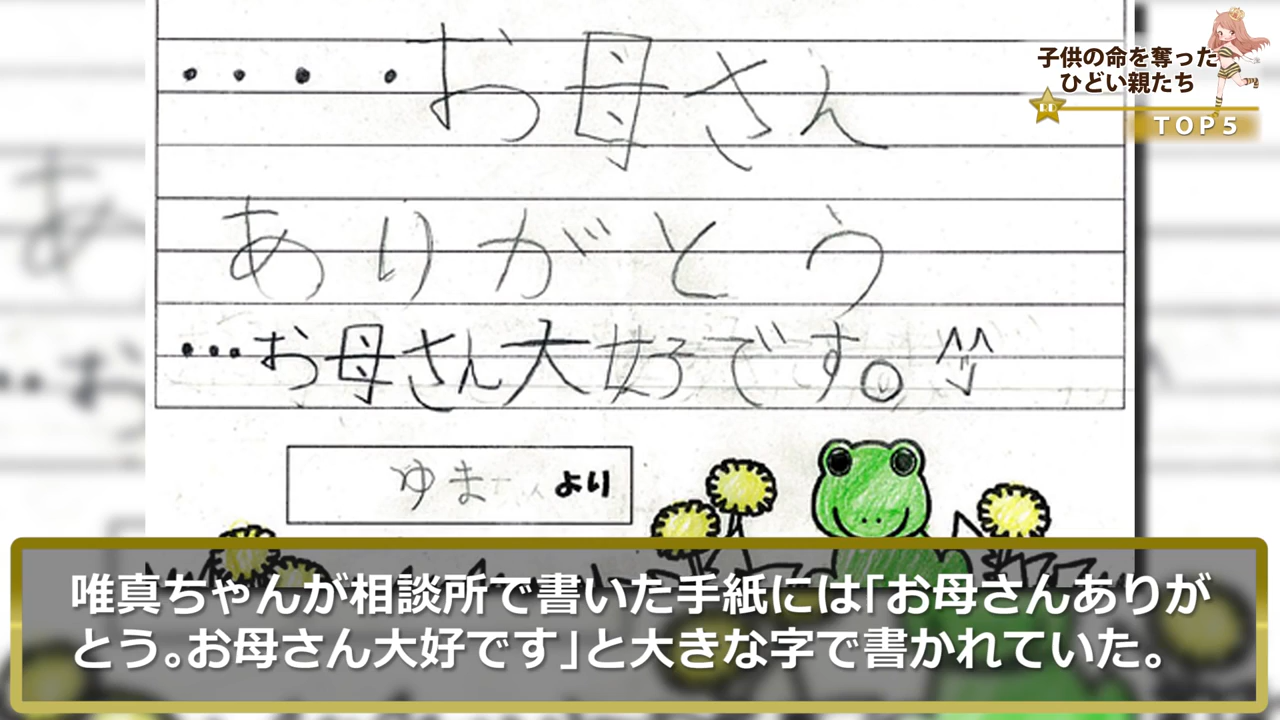 子供の命を奪った
ひどい親たち
TOP5
‥‥お母さん
ありがとう
…お母さん大好です。
ゆま より
唯真ちゃんが相談所で書いた手紙には「お母さんありが
とう。お母さん大好です」と大きな字で書かれていた。